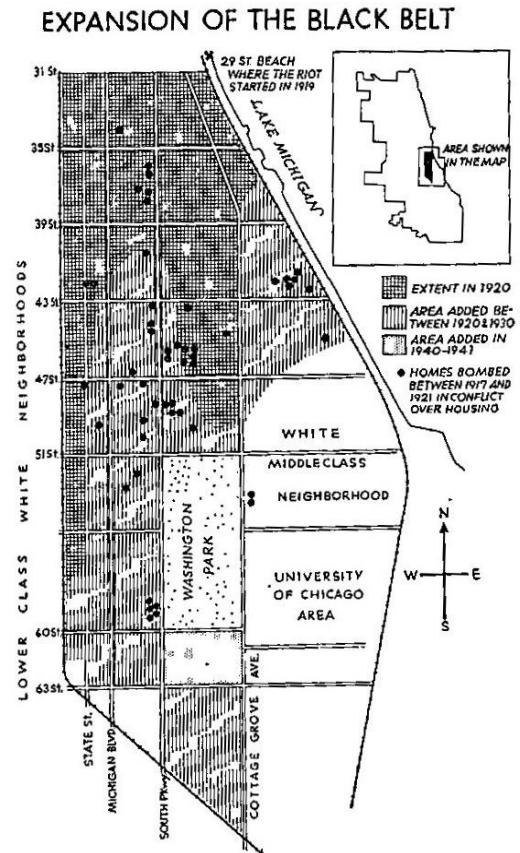 EXPANSION OF THE BLACK BELT
29 ST. BEACH
WHERE THE RIOT
STARTED IN 1919
31 St
35St
39St
43 St
47St
51St
60St.
63St.
LAKE MICHIGAN
AREA SHOWN
IN THE MAP
EXTENT IN 1920
AREA ADDED BE-
TWEEN 1920 & 1930
AREA ADDED IN
1940-1941
HOMES BOMBED
BETWEEN 1917 AND
1921 IN CONFLICT
OVER HOUSING
LOWER CLASS WHITE NEIGHBORHOODS
WHITE
MIDDLECLASS
NEIGHBORHOOD
WASHINGTON
PARK
UNIVERSITY
OF CHICAGO
AREA
N
W
E
S
STATE ST.
MICHIGAN BLVD
SOUTH PKWY
COTTAGE GROVE AVE.